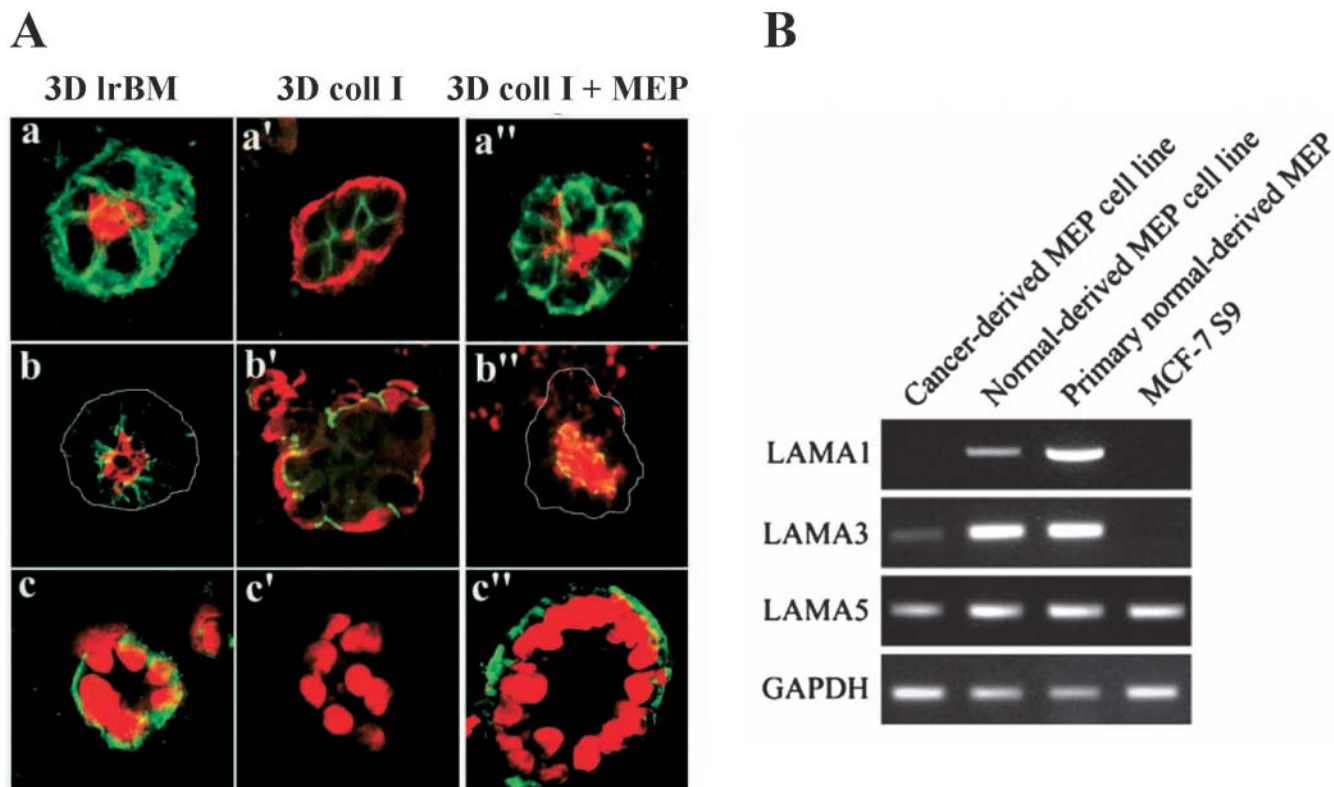 A
3D lrBM
3D coll I
3D coll I + MEP
a
a'
a''
b
b'
b''
c
c'
c''
B
Cancer-derived MEP cell line
Normal-derived MEP cell line
Primary normal-derived MEP
MCF-7 S9
LAMA1
LAMA3
LAMA5
GAPDH